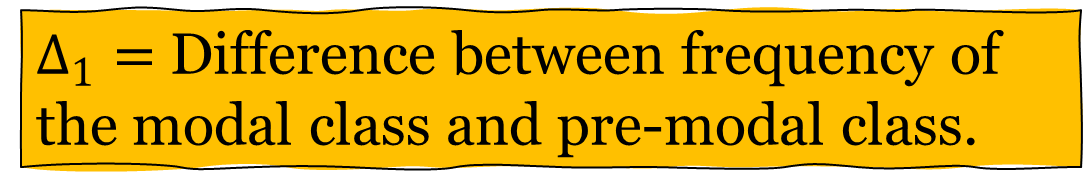 Δ₁ = Difference between frequency of
the modal class and pre-modal class.